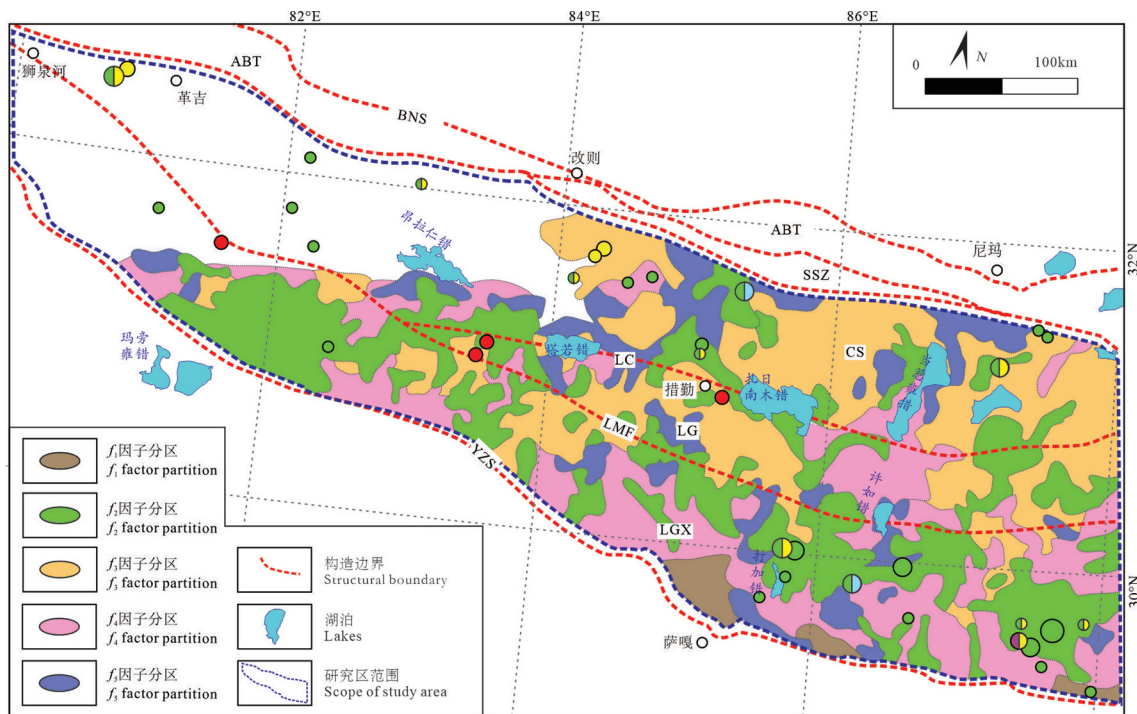 82°E
84°E
86°E
N
0
100km
狮泉河
ABT
革吉
BNS
改则
ABT
尼玛
32°N
SSZ
昂拉仁错
玛旁
雍错
塔若错
LC
CS
当惹雍错
措勤
扎日
南木错
LMF
LG
YZS
许如错
LGX
打加错
30°N
萨嘎
f₁因子分区
f₁ factor partition
f₂因子分区
f₂ factor partition
f₃因子分区
f₃ factor partition
f₄因子分区
f₄ factor partition
f₅因子分区
f₅ factor partition
构造边界
Structural boundary
湖泊
Lakes
研究区范围
Scope of study area